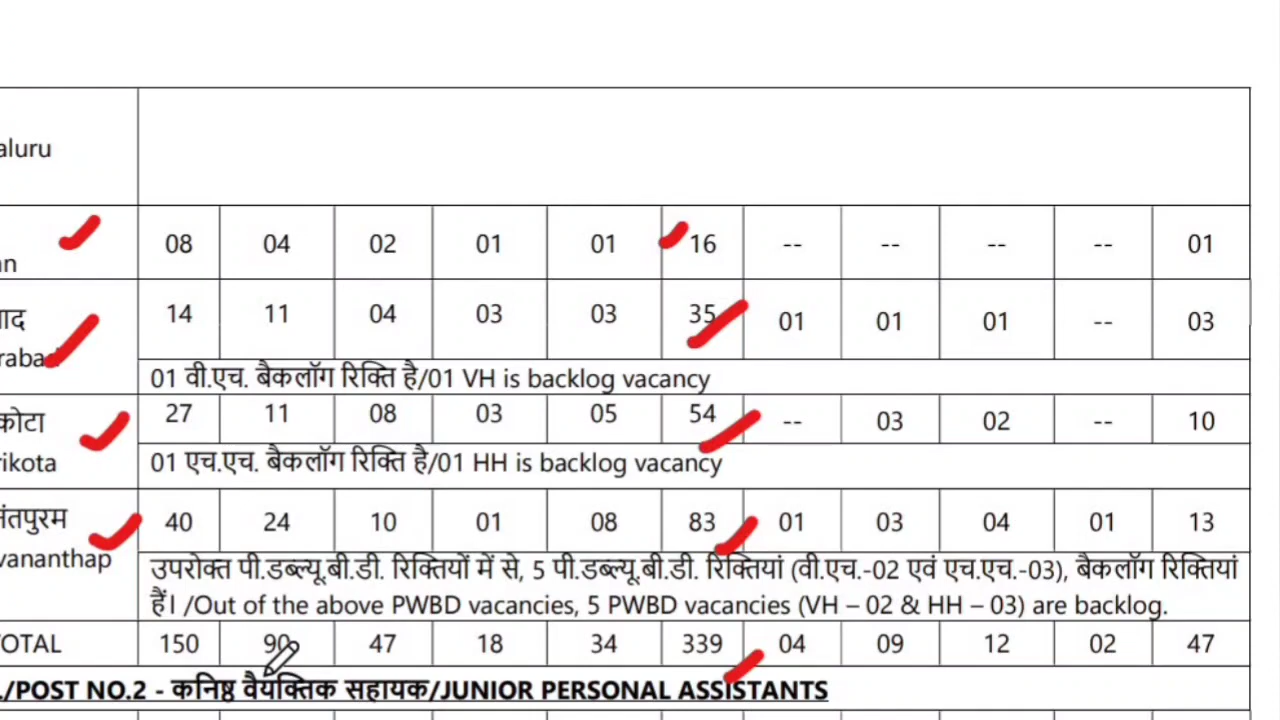 aluru
08 04 02 01 01 16 -- -- -- -- 01
n
ाद 14 11 04 03 03 35 01 01 01 -- 03
raba
01 वी.एच. बैकलॉग रिक्ति है/01 VH is backlog vacancy
कोटा 27 11 08 03 05 54 -- 03 02 -- 10
rikota 01 एच.एच. बैकलॉग रिक्ति है/01 HH is backlog vacancy
नंतपुरम 40 24 10 01 08 83 01 03 04 01 13
vananthap
उपरोक्त पी.डब्ल्यू.बी.डी. रिक्तियों में से, 5 पी.डब्ल्यू.बी.डी. रिक्तियां (वी.एच.-02 एवं एच.एच.-03), बैकलॉग रिक्तियां
हैं। /Out of the above PWBD vacancies, 5 PWBD vacancies (VH – 02 & HH – 03) are backlog.
OTAL 150 90 47 18 34 339 04 09 12 02 47
./POST NO.2 - कनिष्ठ वैयक्तिक सहायक/JUNIOR PERSONAL ASSISTANTS